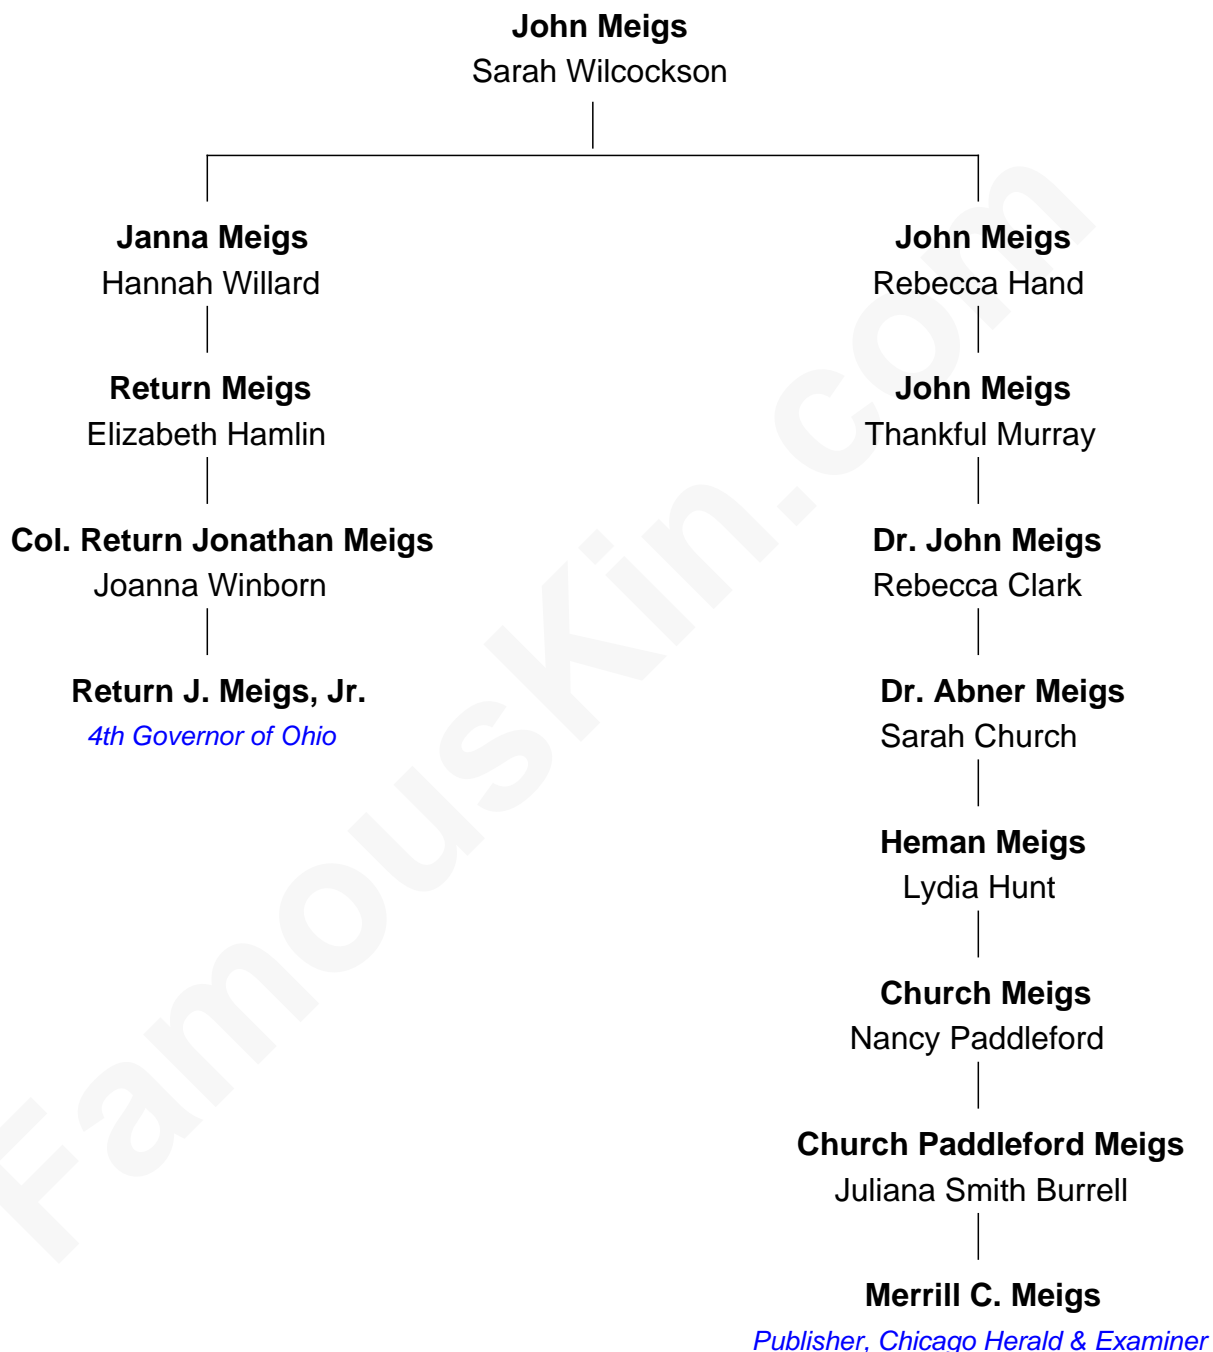 John Meigs
Sarah Wilcockson
Janna Meigs
Hannah Willard
John Meigs
Rebecca Hand
Return Meigs
Elizabeth Hamlin
John Meigs
Thankful Murray
Col. Return Jonathan Meigs
Joanna Winborn
Dr. John Meigs
Rebecca Clark
Return J. Meigs, Jr.
4th Governor of Ohio
Dr. Abner Meigs
Sarah Church
Heman Meigs
Lydia Hunt
Church Meigs
Nancy Paddleford
Church Paddleford Meigs
Juliana Smith Burrell
Merrill C. Meigs
Publisher, Chicago Herald & Examiner
FamousKin.com